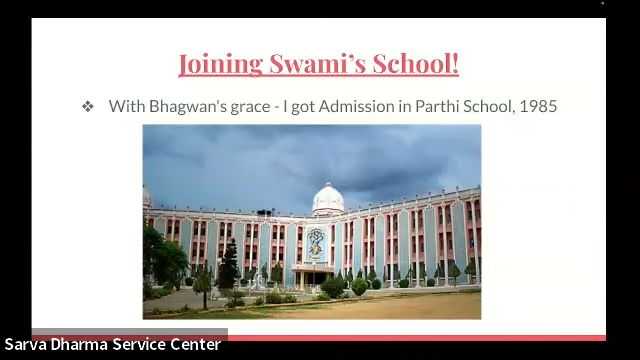 Joining Swami's School!
❖ With Bhagwan's grace - I got Admission in Parthi School, 1985
Sarva Dharma Service Center